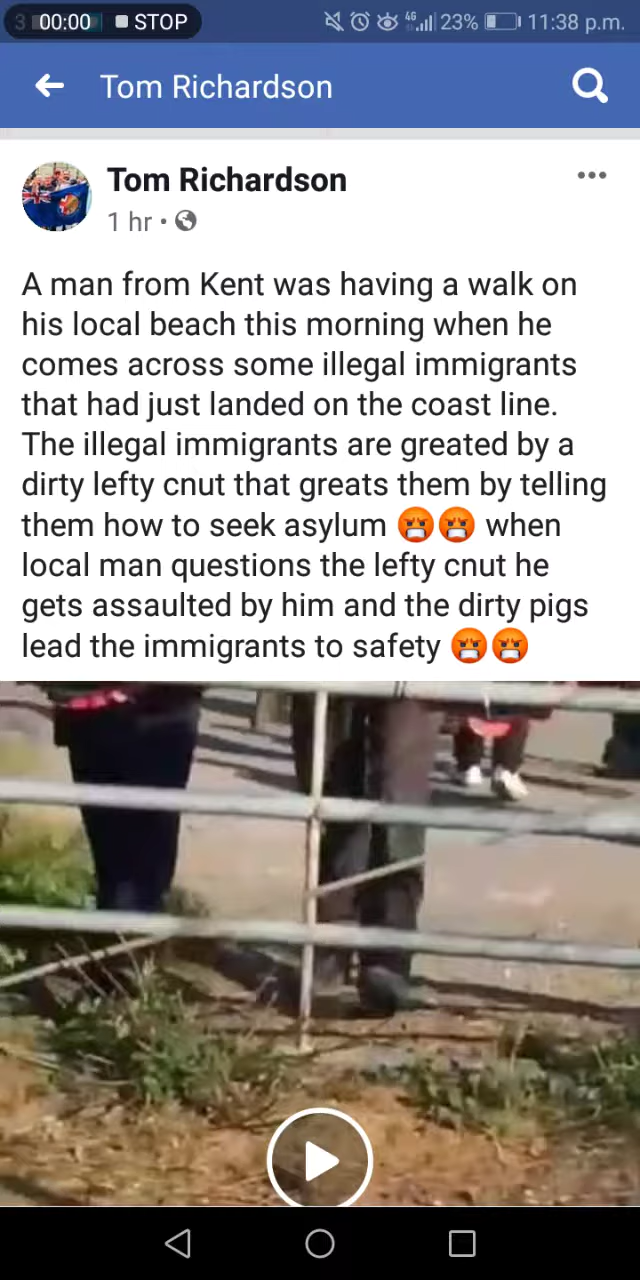 3 00:00 STOP 4G 23% 11:38 p.m.
Tom Richardson
Tom Richardson
1 hr •
A man from Kent was having a walk on
his local beach this morning when he
comes across some illegal immigrants
that had just landed on the coast line.
The illegal immigrants are greated by a
dirty lefty cnut that greats them by telling
them how to seek asylum 😡😡 when
local man questions the lefty cnut he
gets assaulted by him and the dirty pigs
lead the immigrants to safety 😡😡